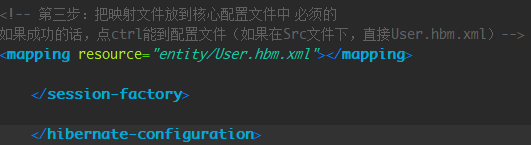 <!-- 第三步：把映射文件放到核心配置文件中 必须的
如果成功的话，点ctrl能到配置文件（如果在Src文件下，直接User.hbm.xml）-->
<mapping resource="entity/User.hbm.xml"></mapping>
</session-factory>
</hibernate-configuration>